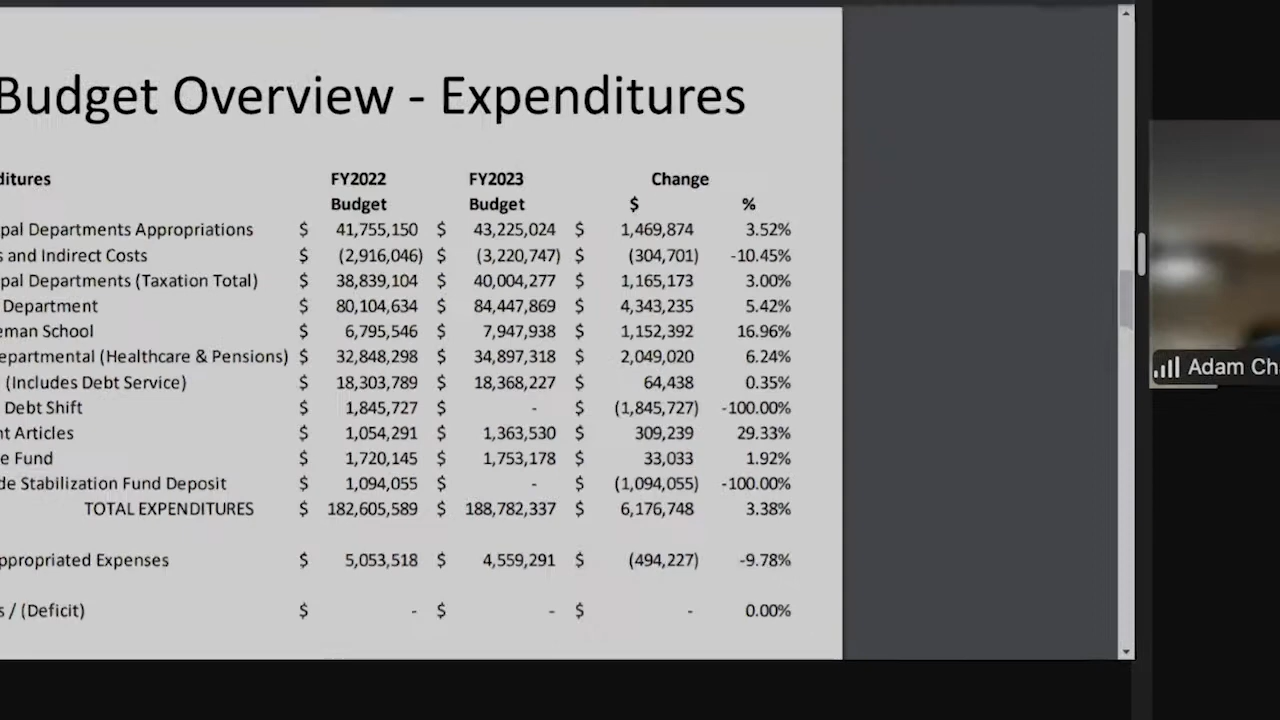 Budget Overview - Expenditures
ditures FY2022 FY2023 Change
Budget Budget $ %
pal Departments Appropriations $ 41,755,150 $ 43,225,024 $ 1,469,874 3.52%
s and Indirect Costs $ (2,916,046) $ (3,220,747) $ (304,701) -10.45%
pal Departments (Taxation Total) $ 38,839,104 $ 40,004,277 $ 1,165,173 3.00%
Department $ 80,104,634 $ 84,447,869 $ 4,343,235 5.42%
eman School $ 6,795,546 $ 7,947,938 $ 1,152,392 16.96%
epartmental (Healthcare & Pensions) $ 32,848,298 $ 34,897,318 $ 2,049,020 6.24%
(Includes Debt Service) $ 18,303,789 $ 18,368,227 $ 64,438 0.35%
Debt Shift $ 1,845,727 $ - $ (1,845,727) -100.00%
nt Articles $ 1,054,291 $ 1,363,530 $ 309,239 29.33%
e Fund $ 1,720,145 $ 1,753,178 $ 33,033 1.92%
de Stabilization Fund Deposit $ 1,094,055 $ - $ (1,094,055) -100.00%
TOTAL EXPENDITURES $ 182,605,589 $ 188,782,337 $ 6,176,748 3.38%
ppropriated Expenses $ 5,053,518 $ 4,559,291 $ (494,227) -9.78%
s / (Deficit) $ - $ - $ - 0.00%
Adam Ch